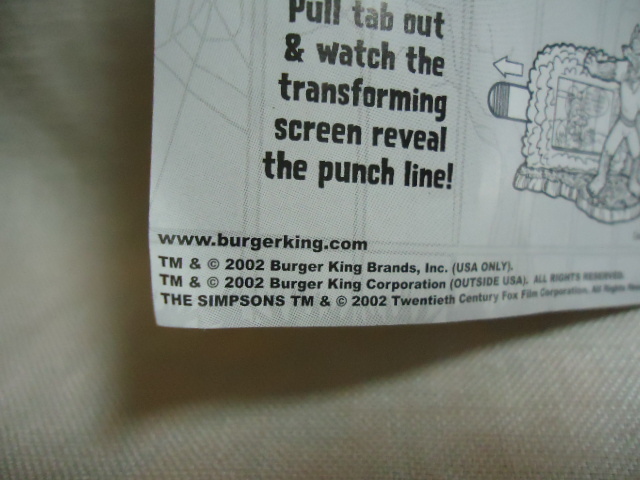 Pull tab out
& watch the
transforming
screen reveal
the punch line!
www.burgerking.com
TM & © 2002 Burger King Brands, Inc. (USA ONLY).
TM & © 2002 Burger King Corporation (OUTSIDE USA). ALL RIGHTS RESERVED.
THE SIMPSONS TM & © 2002 Twentieth Century Fox Film Corporation. All Rights